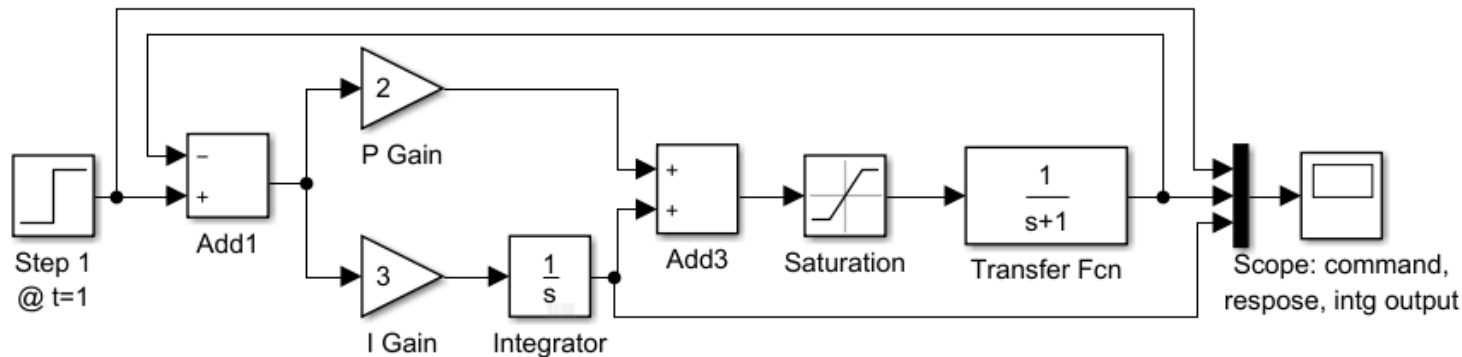 2
P Gain
−
+
Add1
Step 1
@ t=1
3
I Gain
1
s
Integrator
+
+
Add3
Saturation
1
s+1
Transfer Fcn
Scope: command,
respose, intg output